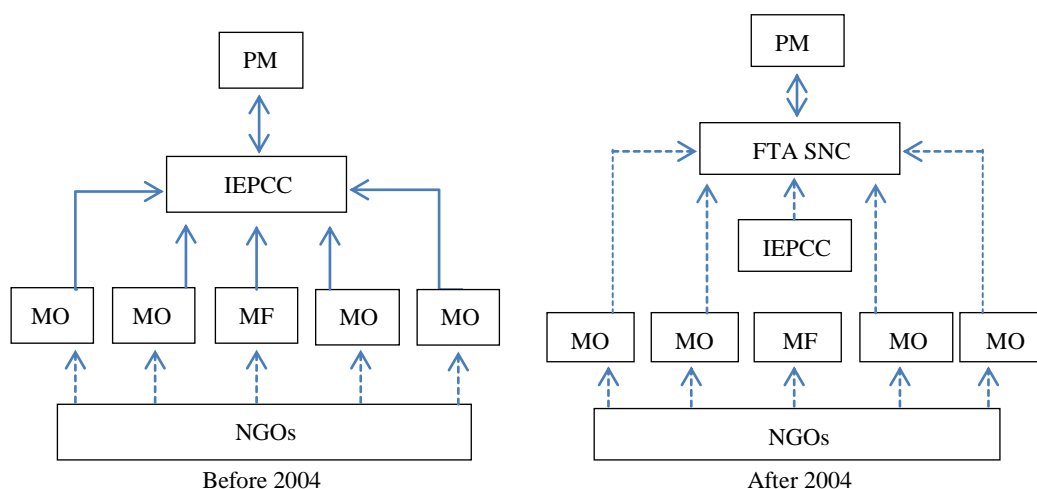 PM
IEPCC
MO MO MF MO MO
NGOs
Before 2004
PM
FTA SNC
IEPCC
MO MO MF MO MO
NGOs
After 2004